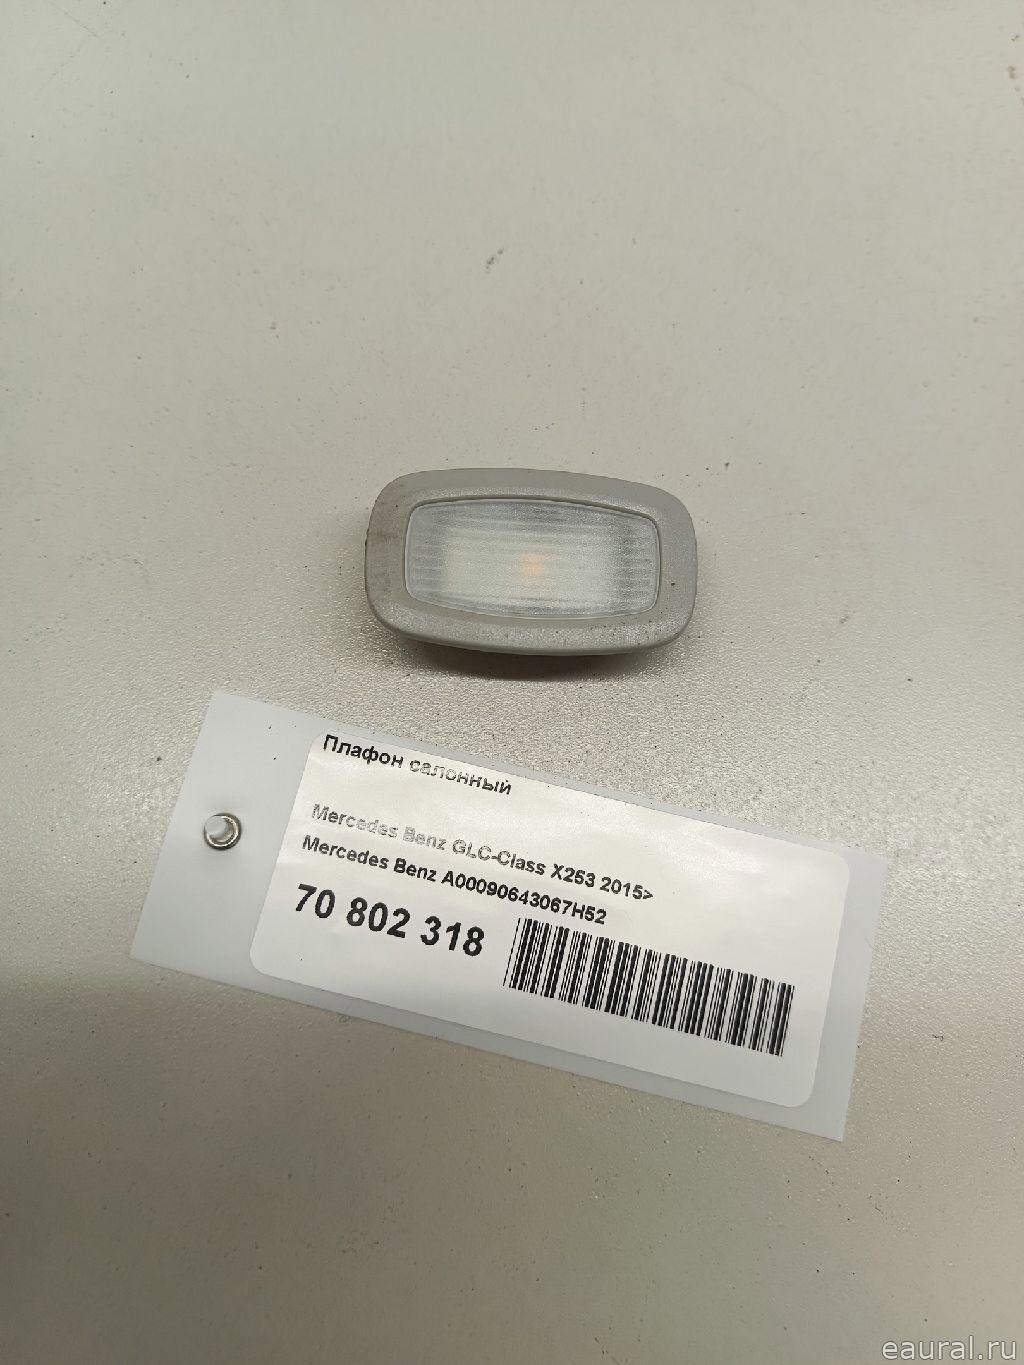 Плафон салонный
Mercedes Benz GLC-Class X253 2015>
Mercedes Benz A00090643067H52
70 802 318
eaural.ru